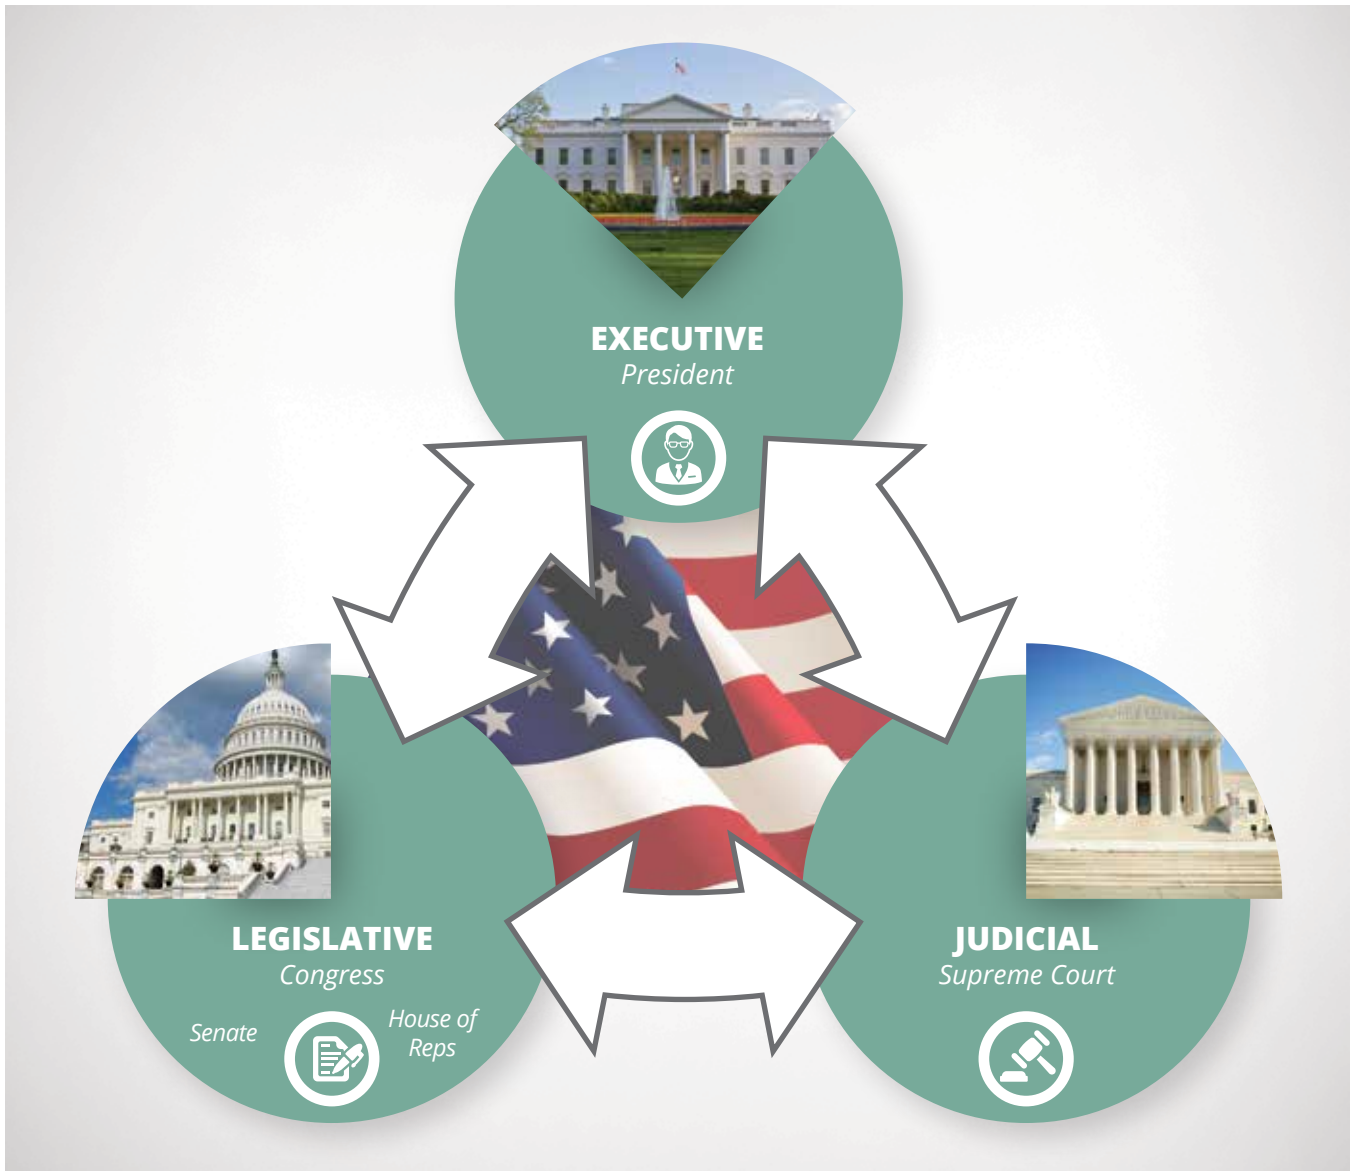 EXECUTIVE
President
LEGISLATIVE
Congress
Senate
House of
Reps
JUDICIAL
Supreme Court